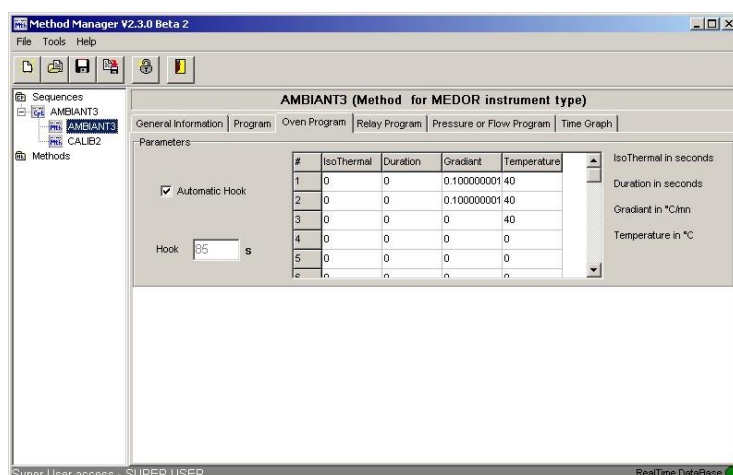 Method Manager V2.3.0 Beta 2
File Tools Help
Sequences
AMBIANT3
AMBIANT3
CALIB2
Methods
AMBIANT3 (Method for MEDOR instrument type)
General Information Program Oven Program Relay Program Pressure or Flow Program Time Graph
Parameters
Automatic Hook
Hook 85 s
# IsoThermal Duration Gradiant Temperature
1 0 0 0.100000001 40
2 0 0 0.100000001 40
3 0 0 0 40
4 0 0 0 0
5 0 0 0 0
IsoThermal in seconds
Duration in seconds
Gradiant in °C/mn
Temperature in °C
Super User access - SUPER USER
RealTime DataBase